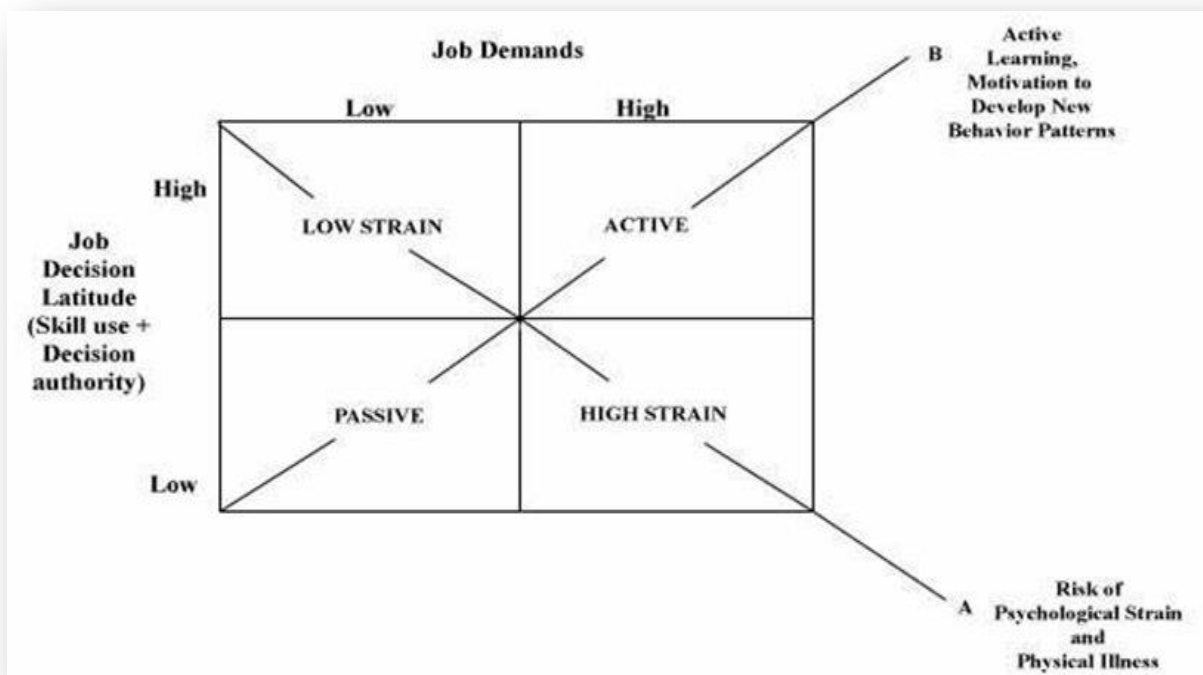 Job Demands
Low
High
B
Active
Learning,
Motivation to
Develop New
Behavior Patterns
High
LOW STRAIN
ACTIVE
Job
Decision
Latitude
(Skill use +
Decision
authority)
PASSIVE
HIGH STRAIN
Low
A
Risk of
Psychological Strain
and
Physical Illness